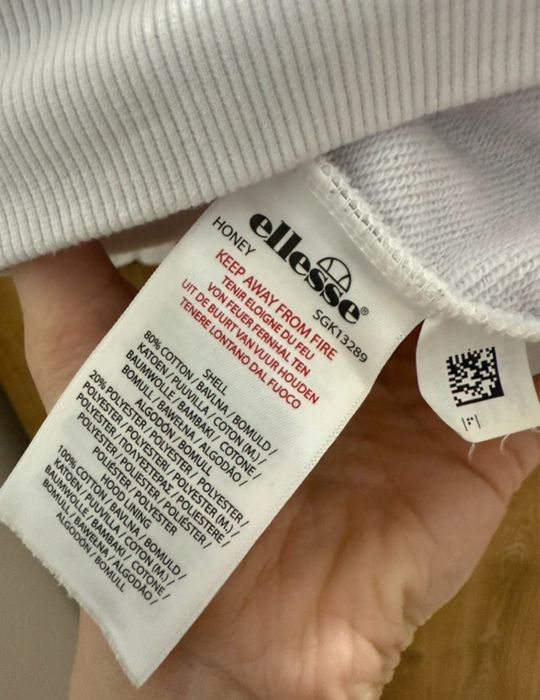 ellesse®
HONEY
SGK13289
KEEP AWAY FROM FIRE
TENIR ELOIGNE DU FEU
VON FEUER FERNHALTEN
UIT DE BUURT VAN VUUR HOUDEN
TENERE LONTANO DAL FUOCO
SHELL
80% COTTON / BAVLNA / BOMULD /
KATOEN / PUUVILLA / COTON (M.) /
BAUMWOLLE / BAMBAKI / COTONE /
BOMULL / BAWEŁNA / ALGODÃO /
ALGODÓN / BOMULL
20% POLYESTER / POLYESTER /
POLYESTER / POLYESTERI / POLYESTER (M.) /
POLYESTER / ΠΟΛΥΕΣΤΕΡΑΣ / POLIESTERE /
POLYESTER / POLIESTER / POLIÉSTER /
POLIÉSTER / POLYESTER
HOOD LINING
100% COTTON / BAVLNA / BOMULD /
KATOEN / PUUVILLA / COTON (M.) /
BAUMWOLLE / BAMBAKI / COTONE /
BOMULL / BAWEŁNA / ALGODÃO /
ALGODÓN / BOMULL